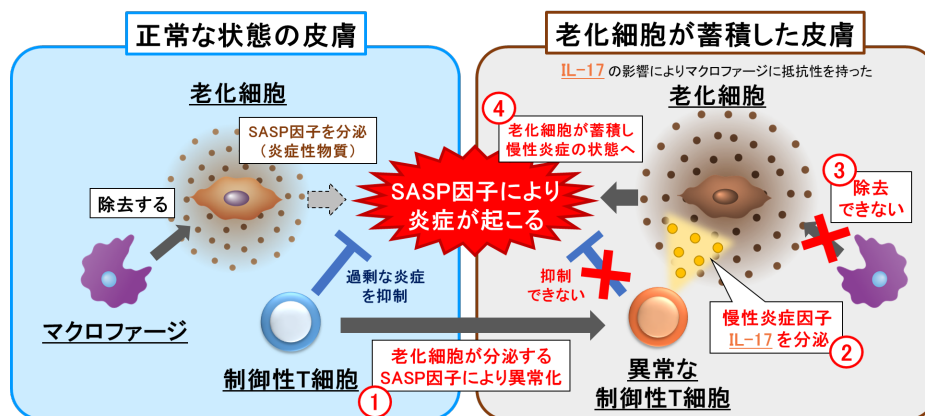 正常な状態の皮膚
老化細胞
SASP因子を分泌
（炎症性物質）
除去する
マクロファージ
過剰な炎症
を抑制
制御性T細胞
SASP因子により
炎症が起こる
①
老化細胞が分泌する
SASP因子により異常化
老化細胞が蓄積した皮膚
IL-17 の影響によりマクロファージに抵抗性を持った
老化細胞
④
老化細胞が蓄積し
慢性炎症の状態へ
③
除去
できない
抑制
できない
慢性炎症因子
IL-17 を分泌
②
異常な
制御性T細胞